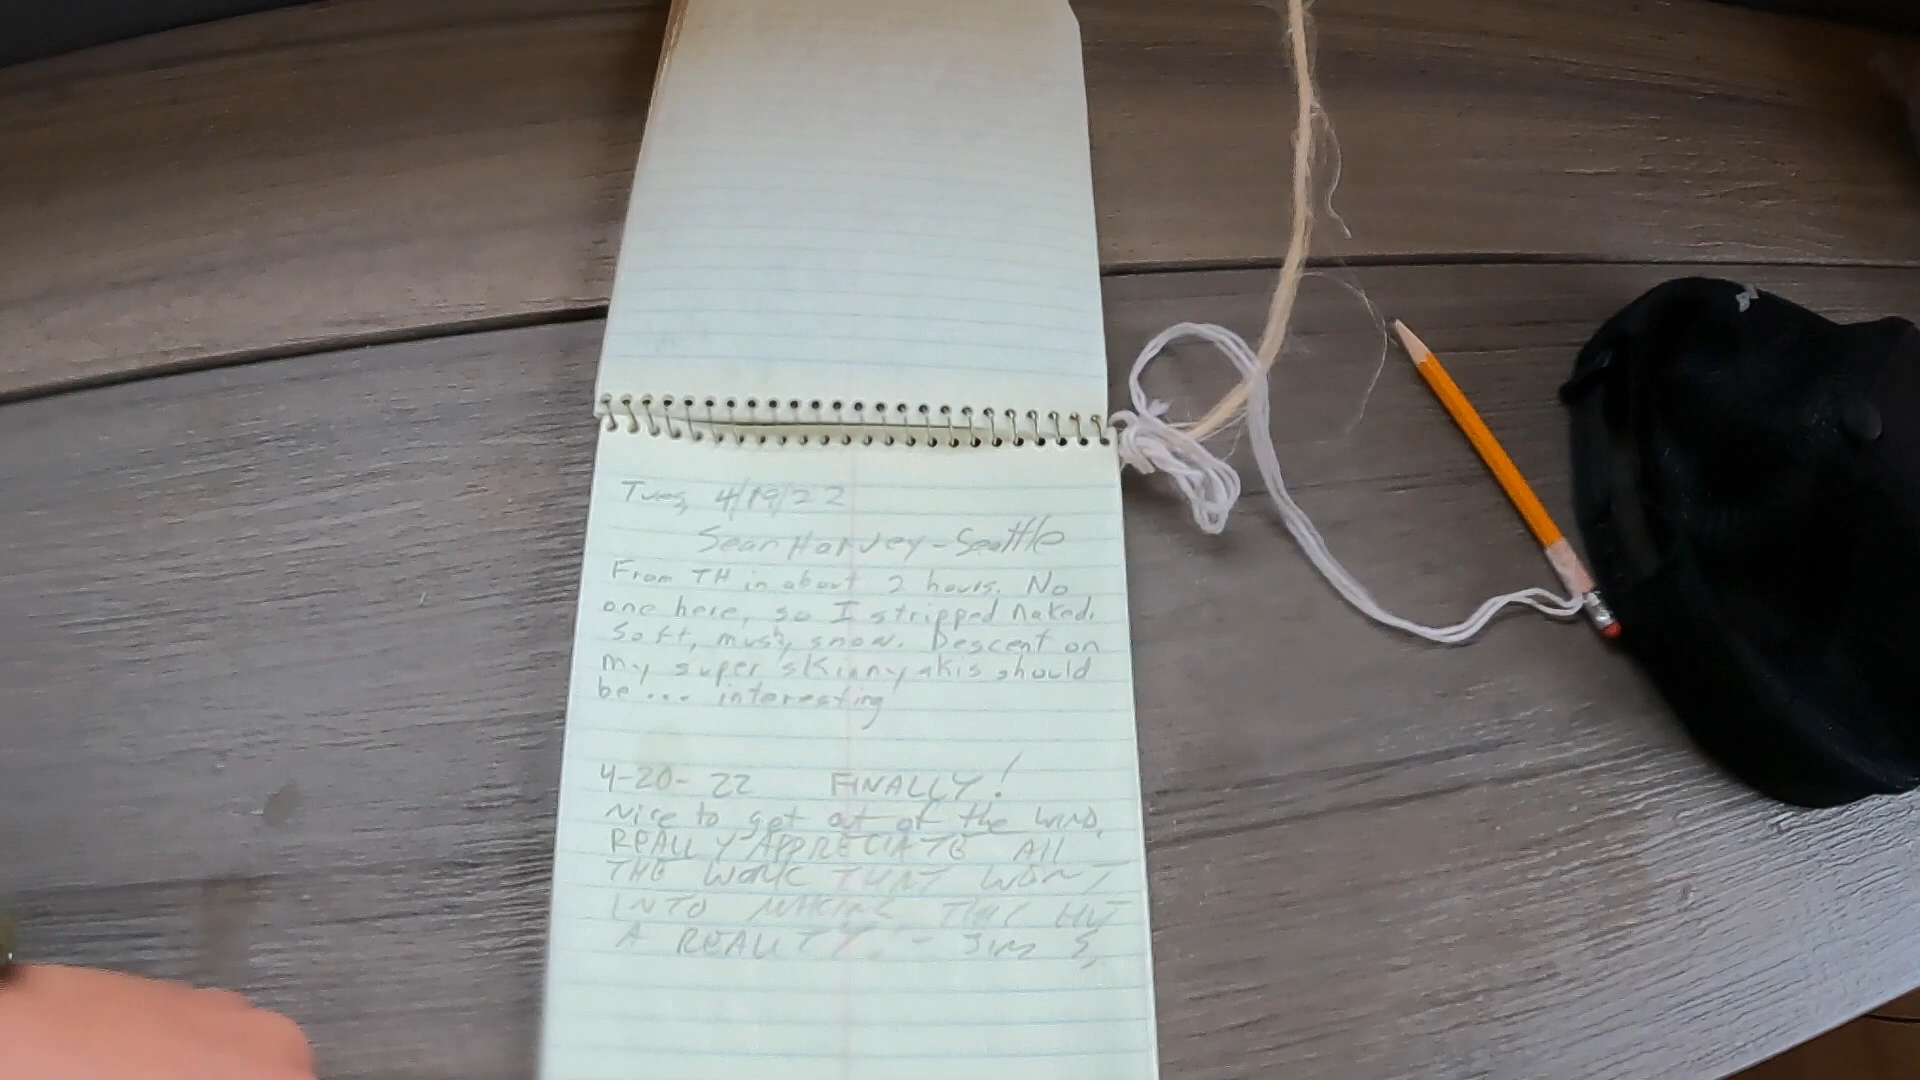 Tues, 4/19/22
Sean Harvey - Seattle
From TH in about 2 hours. No
one here, so I stripped naked.
Soft, mushy snow. Descent on
my super skinny skis should
be... interesting
4-20-22 FINALLY!
Nice to get out of the WIND.
REALLY APPRECIATE All
THE WORK THAT WENT
INTO MAKING THIS HUT
A REALITY. - JIM S.